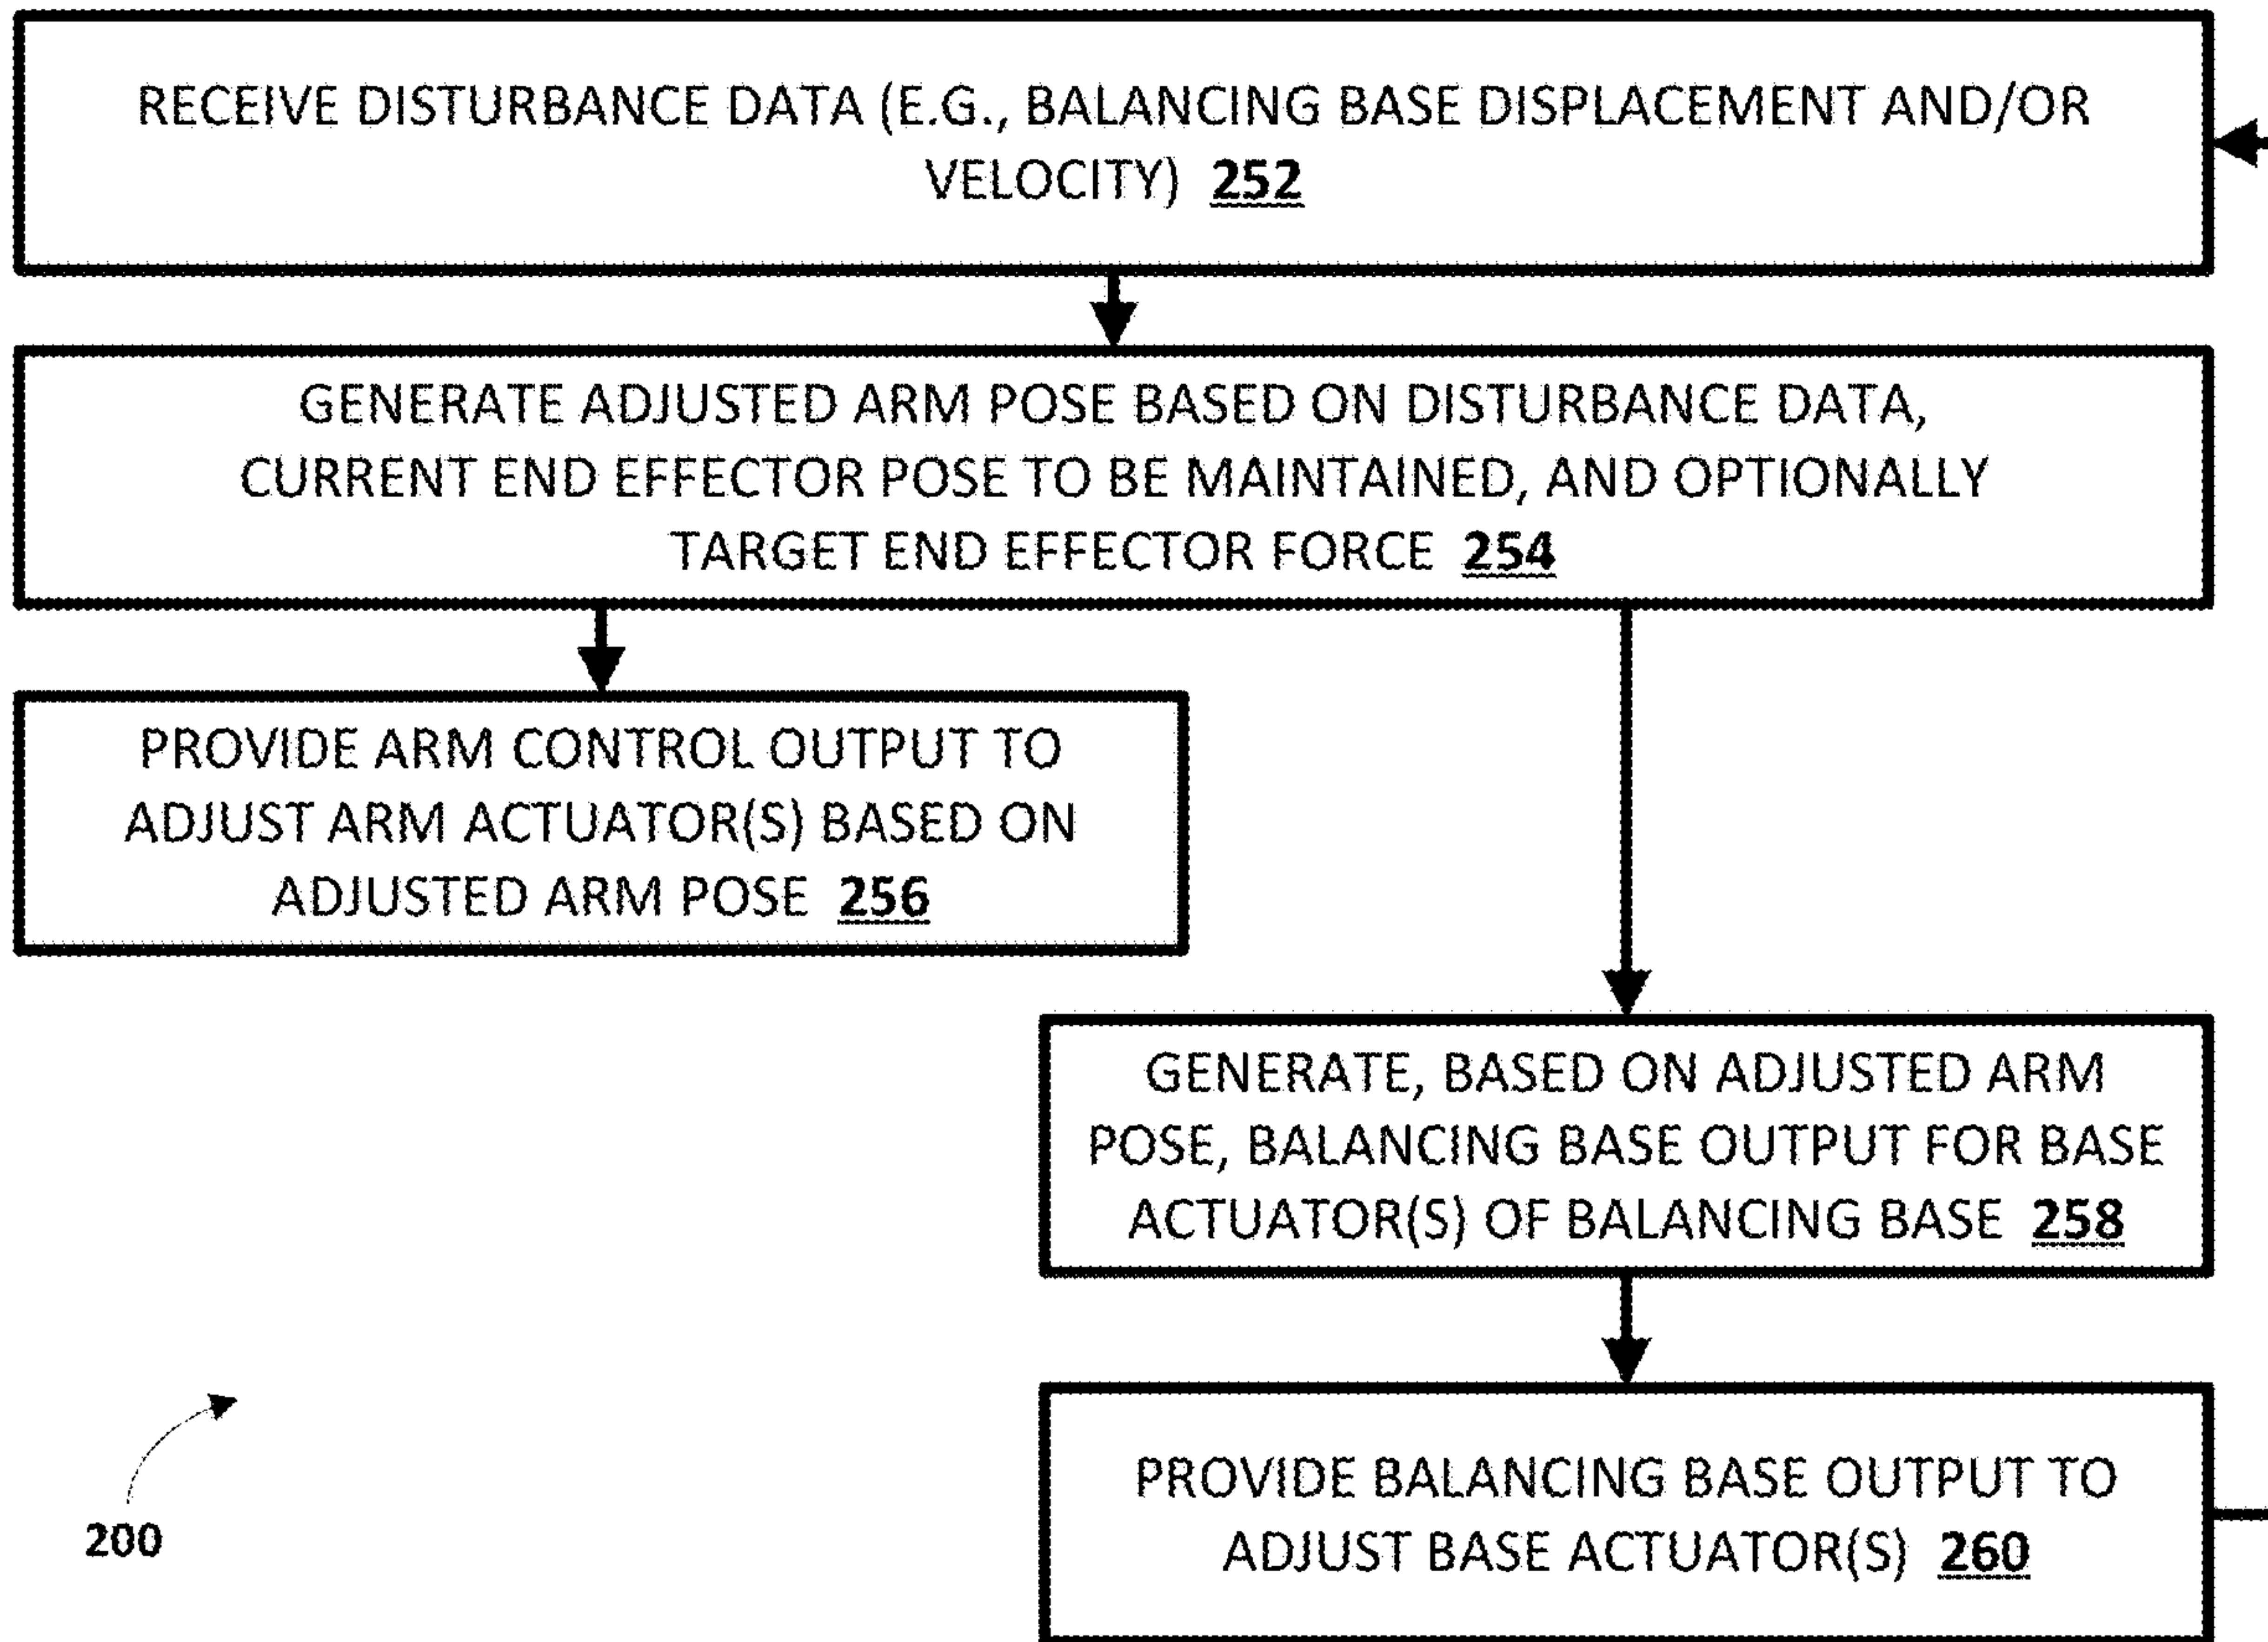 RECEIVE DISTURBANCE DATA (E.G., BALANCING BASE DISPLACEMENT AND/OR
VELOCITY) 252
GENERATE ADJUSTED ARM POSE BASED ON DISTURBANCE DATA,
CURRENT END EFFECTOR POSE TO BE MAINTAINED, AND OPTIONALLY
TARGET END EFFECTOR FORCE 254
PROVIDE ARM CONTROL OUTPUT TO
ADJUST ARM ACTUATOR(S) BASED ON
ADJUSTED ARM POSE 256
GENERATE, BASED ON ADJUSTED ARM
POSE, BALANCING BASE OUTPUT FOR BASE
ACTUATOR(S) OF BALANCING BASE 258
PROVIDE BALANCING BASE OUTPUT TO
ADJUST BASE ACTUATOR(S) 260
200